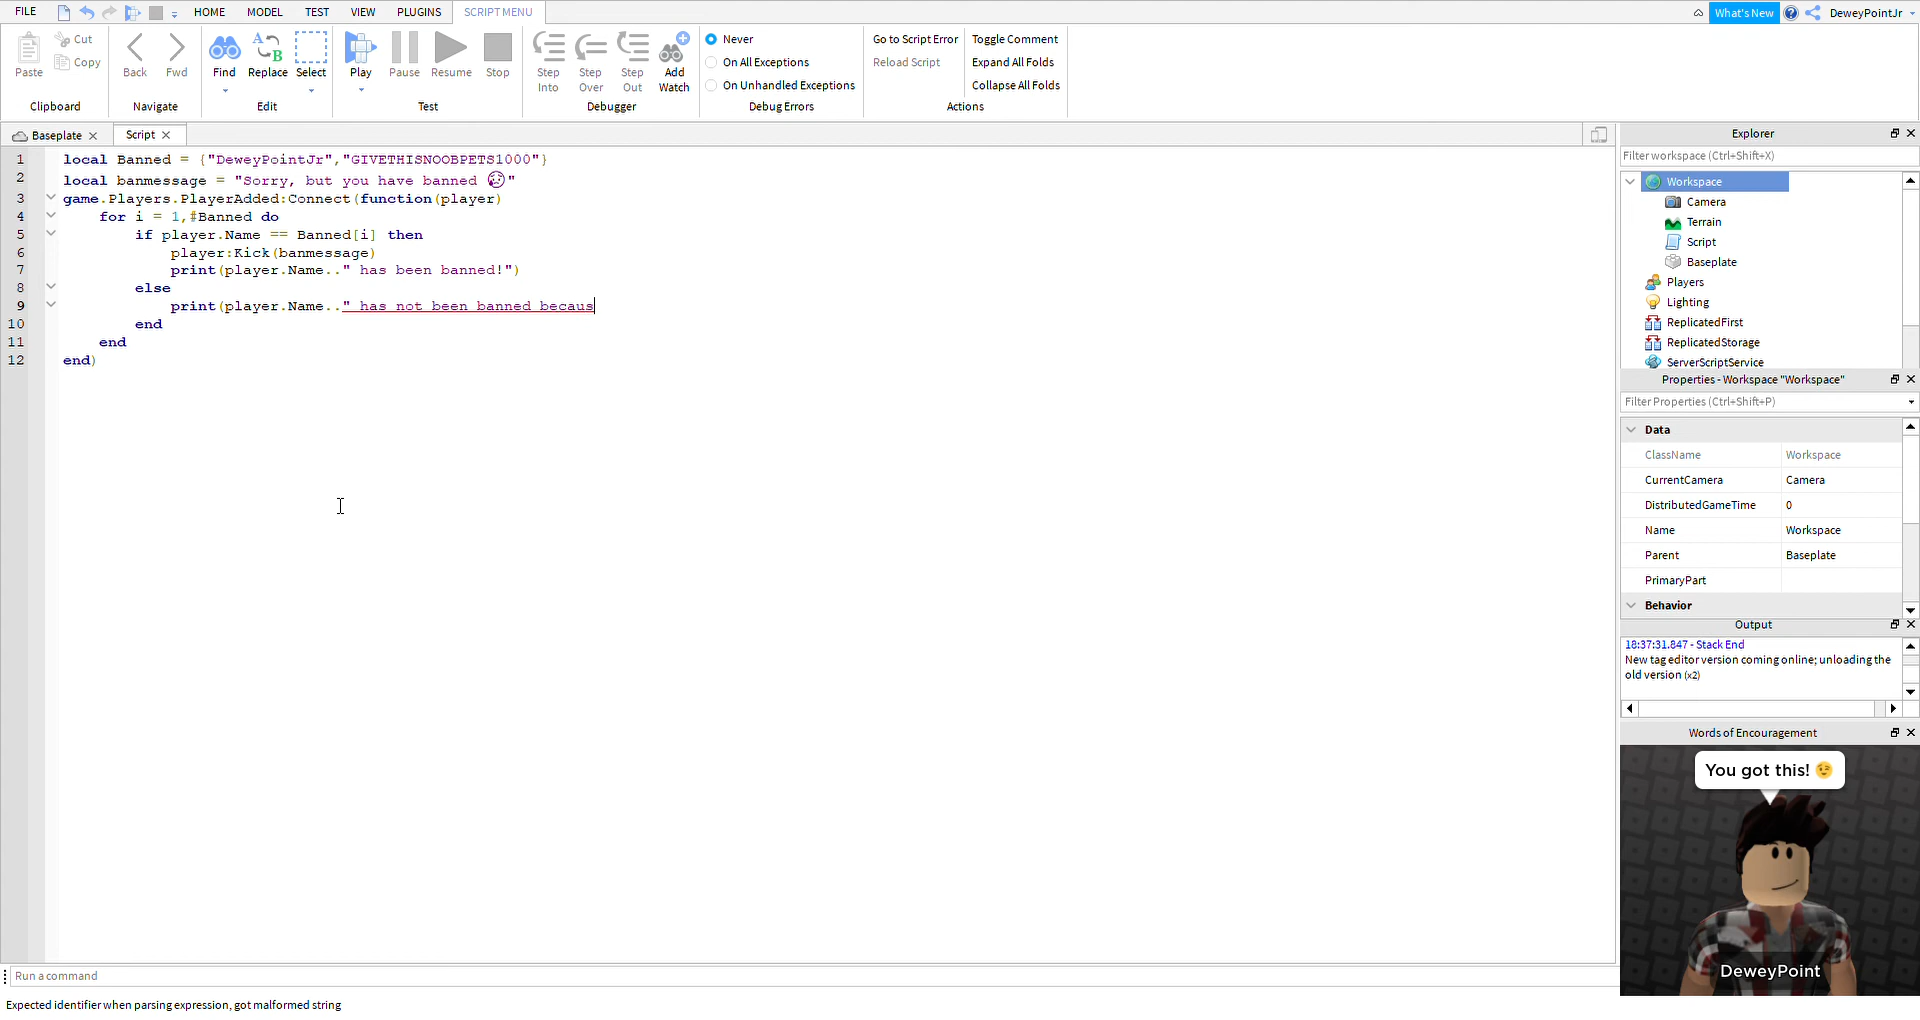 FILE HOME MODEL TEST VIEW PLUGINS SCRIPT MENU What's New DeweyPointJr
Paste Cut Copy
Clipboard
Back Fwd
Navigate
Find Replace Select
Edit
Play Pause Resume Stop
Test
Step Into Step Over Step Out Add Watch
Debugger
Never
On All Exceptions
On Unhandled Exceptions
Debug Errors
Go to Script Error Toggle Comment
Reload Script Expand All Folds
Collapse All Folds
Actions
Baseplate Script
1 local Banned = {"DeweyPointJr","GIVETHISNOOBPETS1000"}
2 local banmessage = "Sorry, but you have banned 😥"
3 game.Players.PlayerAdded:Connect(function(player)
4 for i = 1,#Banned do
5 if player.Name == Banned[i] then
6 player:Kick(banmessage)
7 print(player.Name.." has been banned!")
8 else
9 print(player.Name.." has not been banned becaus
10 end
11 end
12 end)
Explorer
Filter workspace (Ctrl+Shift+X)
Workspace
Camera
Terrain
Script
Baseplate
Players
Lighting
ReplicatedFirst
ReplicatedStorage
ServerScriptService
Properties - Workspace "Workspace"
Filter Properties (Ctrl+Shift+P)
Data
ClassName Workspace
CurrentCamera Camera
DistributedGameTime 0
Name Workspace
Parent Baseplate
PrimaryPart
Behavior
Output
18:37:31.847 - Stack End
New tag editor version coming online; unloading the
old version (x2)
Words of Encouragement
You got this! 😉
DeweyPoint
Run a command
Expected identifier when parsing expression, got malformed string